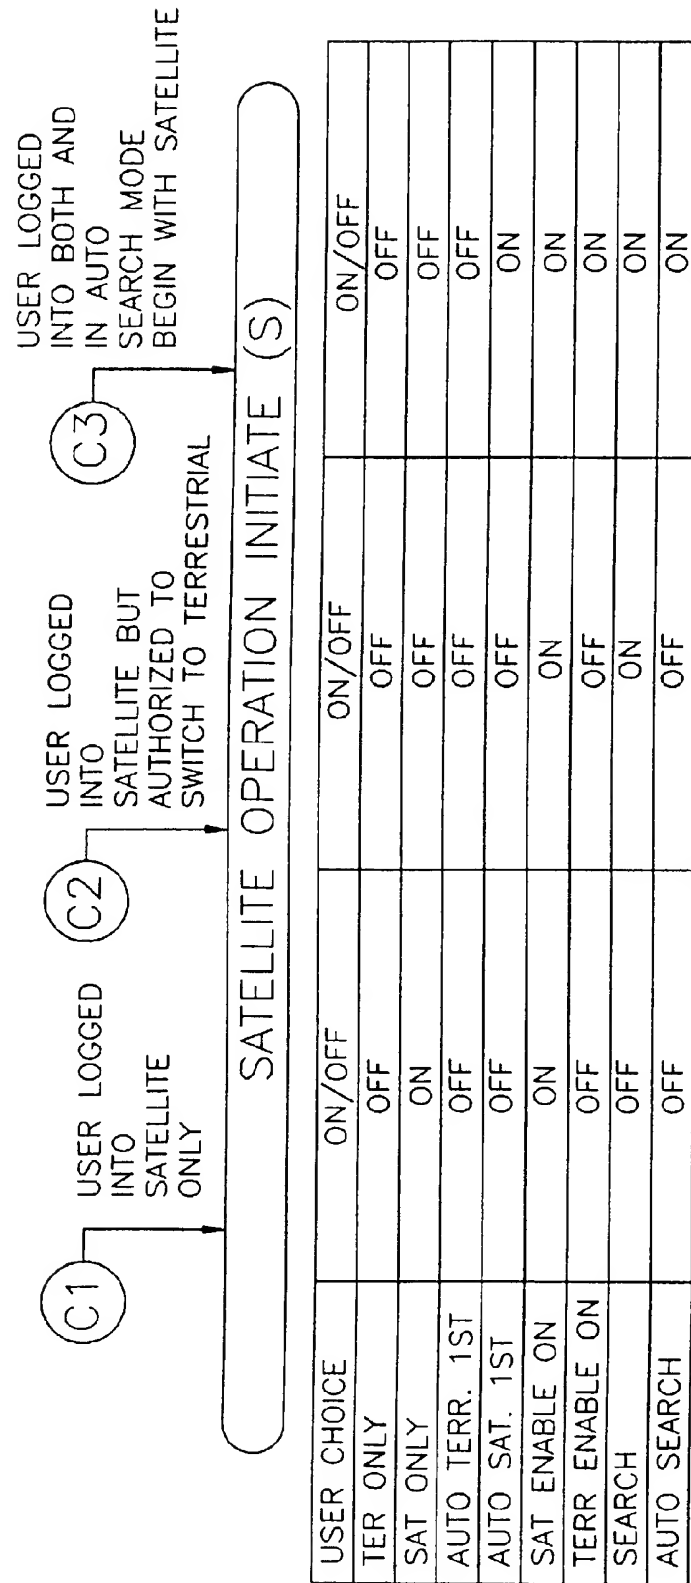 C1
USER LOGGED
INTO
SATELLITE
ONLY
C2
USER LOGGED
INTO
SATELLITE BUT
AUTHORIZED TO
SWITCH TO TERRESTRIAL
C3
USER LOGGED
INTO BOTH AND
IN AUTO
SEARCH MODE
BEGIN WITH SATELLITE
SATELLITE OPERATION INITIATE (S)
USER CHOICE ON/OFF ON/OFF ON/OFF
TER ONLY OFF OFF OFF
SAT ONLY ON OFF OFF
AUTO TERR. 1ST OFF OFF OFF
AUTO SAT. 1ST OFF OFF ON
SAT ENABLE ON ON ON ON
TERR ENABLE ON OFF OFF ON
SEARCH OFF ON ON
AUTO SEARCH OFF OFF ON